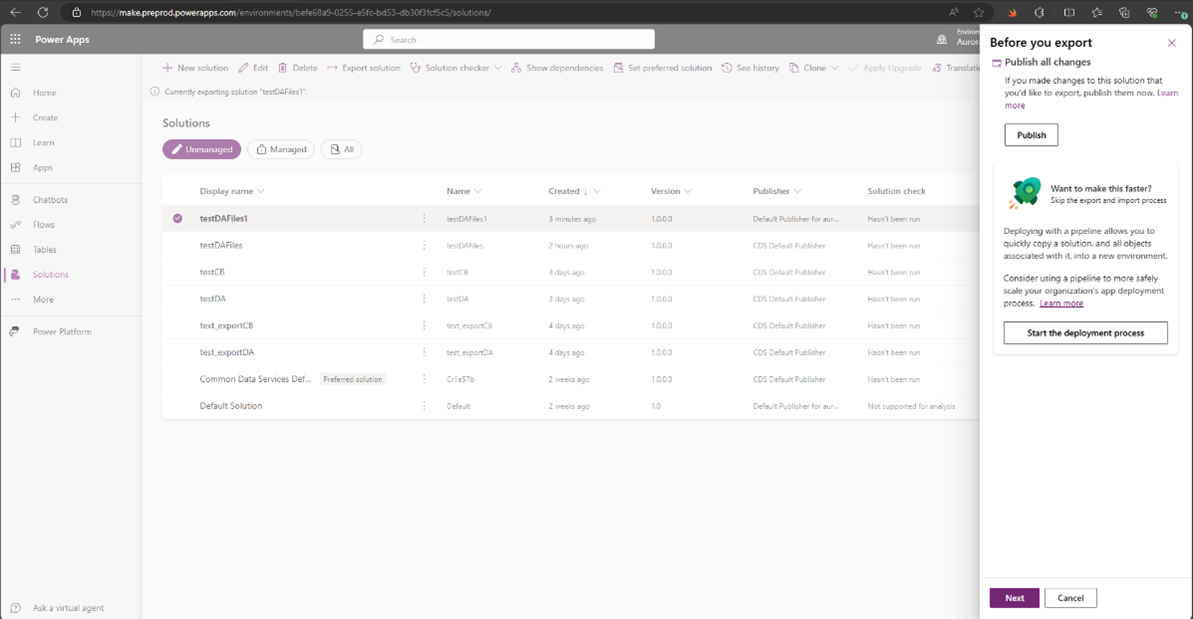 https://make.preprod.powerapps.com/environments/befe68a9-0255-e5fc-bd53-db30f3fcf5c5/solutions/
Power Apps
Search
Environ
Auror
Home
Create
Learn
Apps
Chatbots
Flows
Tables
Solutions
More
Power Platform
Ask a virtual agent
New solution Edit Delete Export solution Solution checker Show dependencies Set preferred solution See history Clone Apply Upgrade Translatio
Currently exporting solution "testDAFiles1".
Solutions
Unmanaged Managed All
Display name Name Created Version Publisher Solution check
testDAFiles1 testDAFiles1 3 minutes ago 1.0.0.0 Default Publisher for aur... Hasn't been run
testDAFiles testDAFiles 2 hours ago 1.0.0.0 CDS Default Publisher Hasn't been run
testCB testCB 3 days ago 1.0.0.0 CDS Default Publisher Hasn't been run
testDA testDA 3 days ago 1.0.0.0 CDS Default Publisher Hasn't been run
text_exportCB text_exportCB 4 days ago 1.0.0.0 CDS Default Publisher Hasn't been run
test_exportDA test_exportDA 4 days ago 1.0.0.0 CDS Default Publisher Hasn't been run
Common Data Services Def... Preferred solution Cr1e57b 2 weeks ago 1.0.0.0 CDS Default Publisher Hasn't been run
Default Solution Default 2 weeks ago 1.0 Default Publisher for aur... Not supported for analysis
Before you export
Publish all changes
If you made changes to this solution that
you'd like to export, publish them now. Learn
more
Publish
Want to make this faster?
Skip the export and import process
Deploying with a pipeline allows you to
quickly copy a solution, and all objects
associated with it, into a new environment.
Consider using a pipeline to more safely
scale your organization's app deployment
process. Learn more
Start the deployment process
Next Cancel